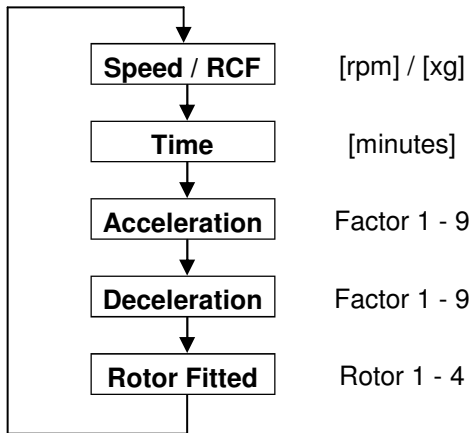 Speed / RCF [rpm] / [xg]
Time [minutes]
Acceleration Factor 1 - 9
Deceleration Factor 1 - 9
Rotor Fitted Rotor 1 - 4